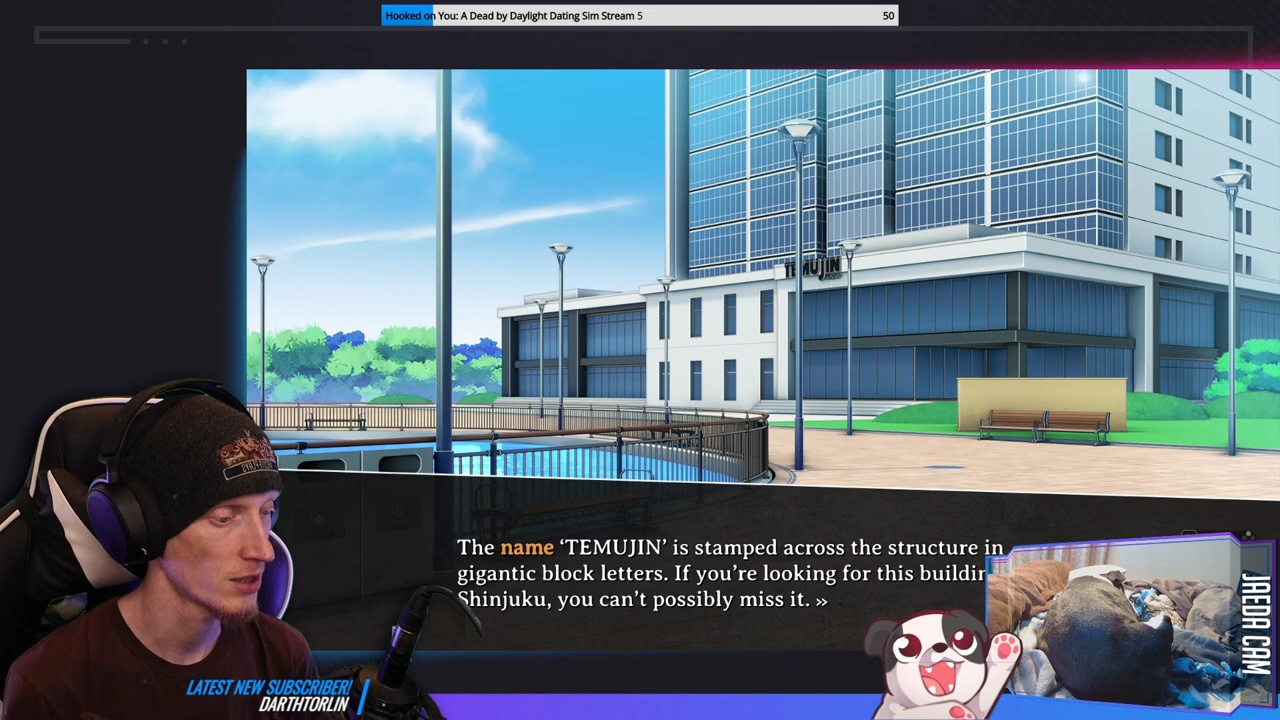 Hooked on You: A Dead by Daylight Dating Sim Stream 5
50
TEMUJIN
The name ‘TEMUJIN’ is stamped across the structure in
gigantic block letters. If you’re looking for this buildin
Shinjuku, you can’t possibly miss it. »
JAEDA CAM
LATEST NEW SUBSCRIBER!
DARTHTORLIN